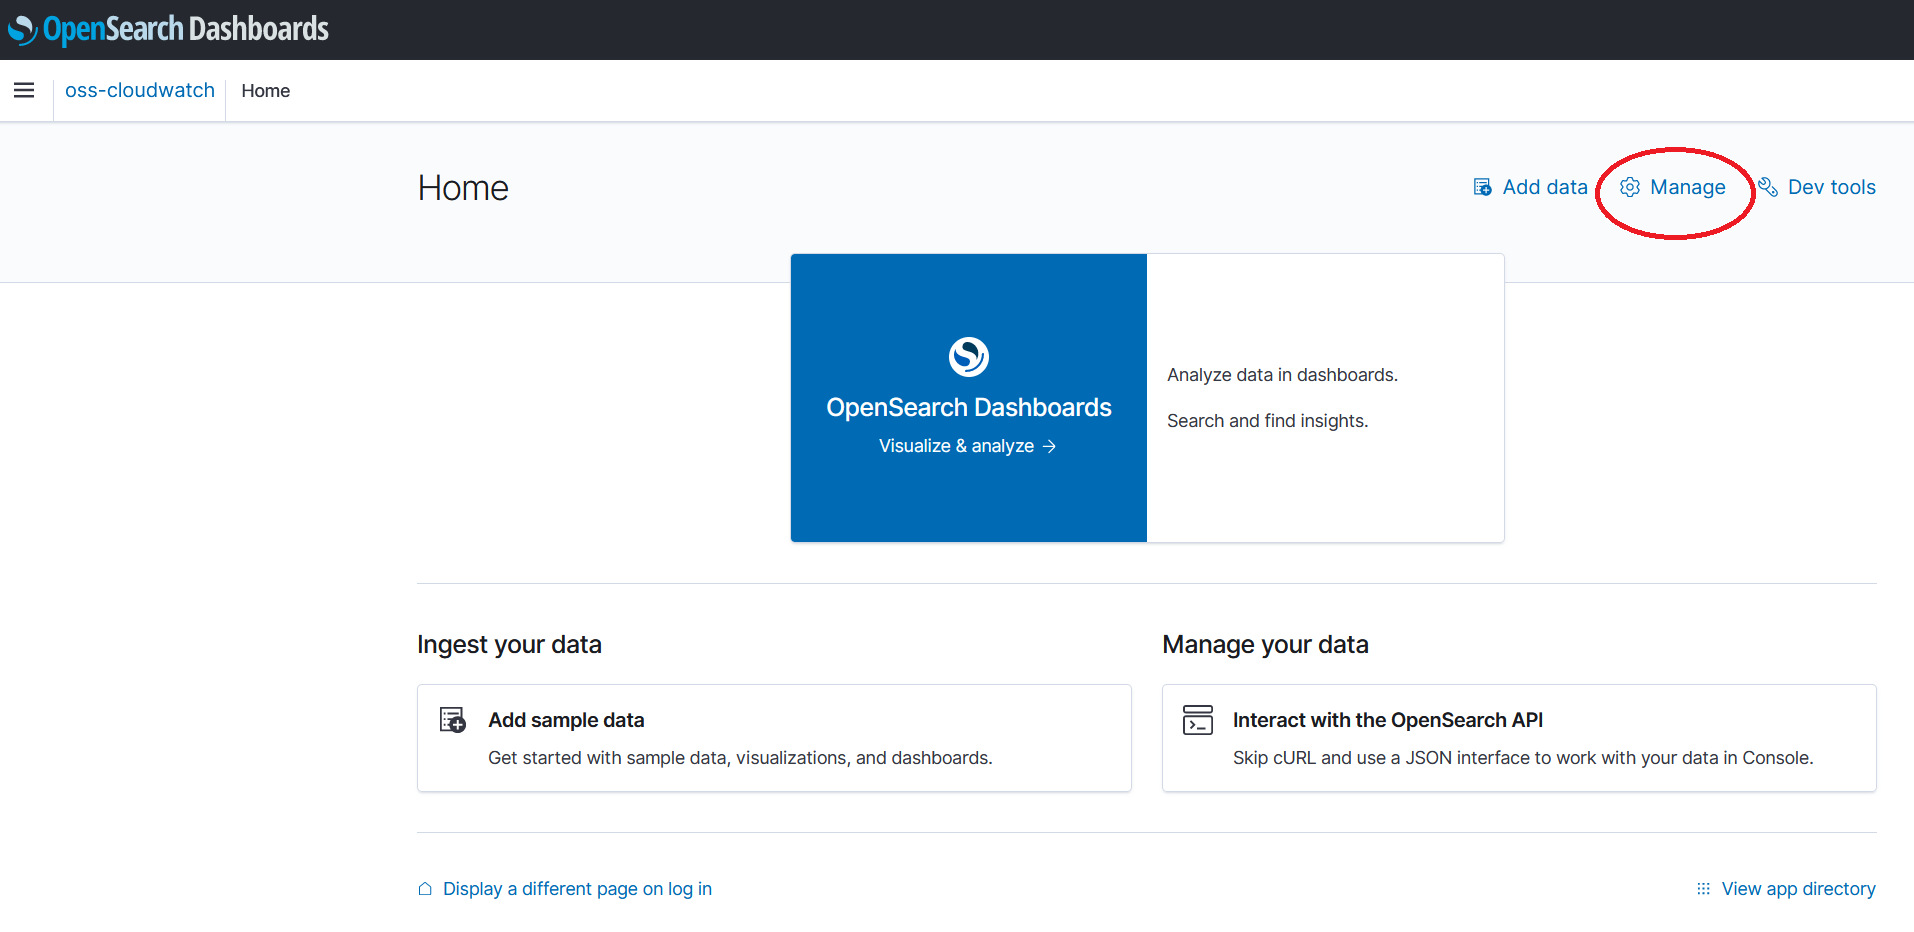 OpenSearch Dashboards
oss-cloudwatch
Home
Home
Add data
Manage
Dev tools
OpenSearch Dashboards
Visualize & analyze →
Analyze data in dashboards.
Search and find insights.
Ingest your data
Add sample data
Get started with sample data, visualizations, and dashboards.
Manage your data
Interact with the OpenSearch API
Skip cURL and use a JSON interface to work with your data in Console.
Display a different page on log in
View app directory